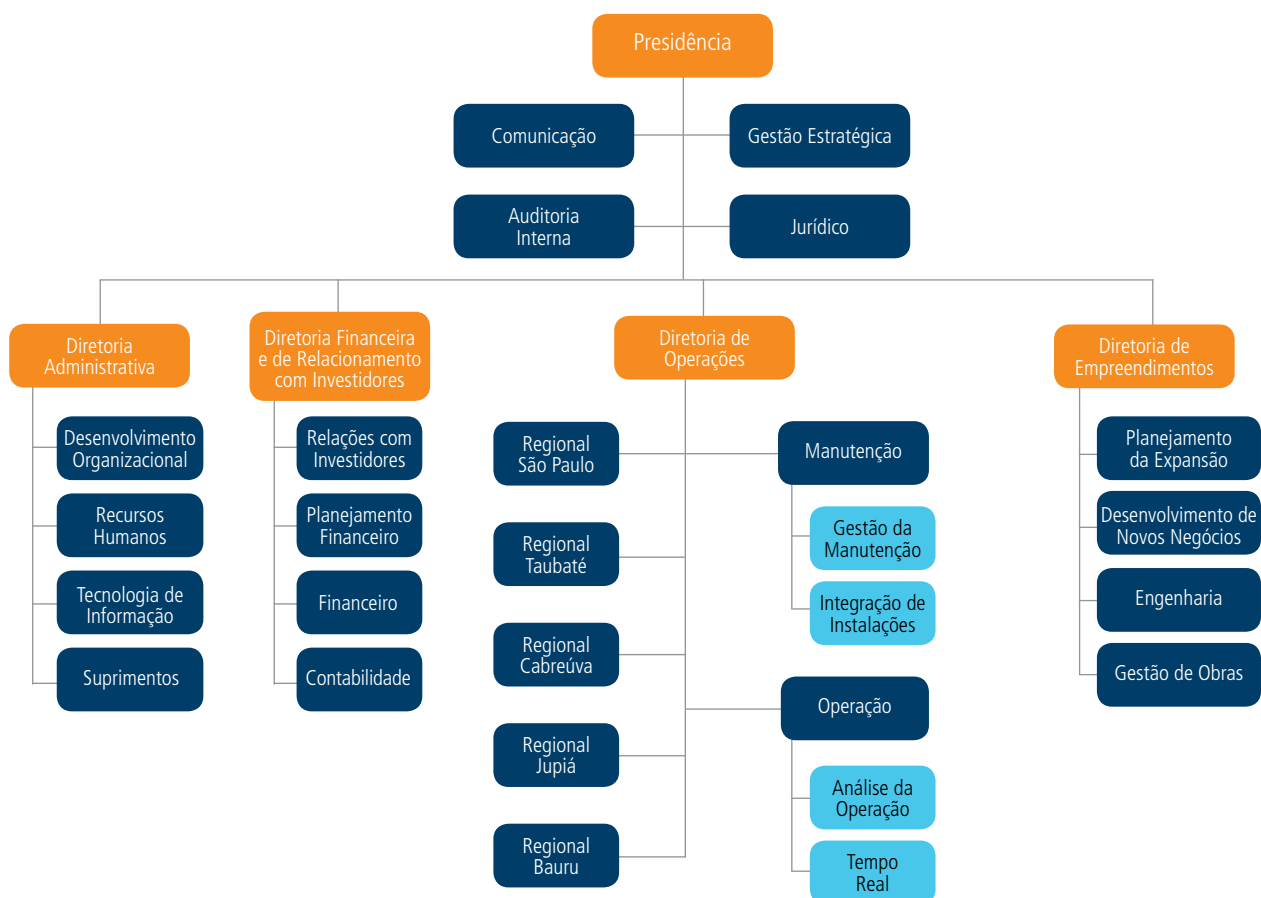 Presidência
Comunicação
Gestão Estratégica
Auditoria
Interna
Jurídico
Diretoria
Administrativa
Desenvolvimento
Organizacional
Recursos
Humanos
Tecnologia de
Informação
Suprimentos
Diretoria Financeira
e de Relacionamento
com Investidores
Relações com
Investidores
Planejamento
Financeiro
Financeiro
Contabilidade
Diretoria de
Operações
Regional
São Paulo
Regional
Taubaté
Regional
Cabreúva
Regional
Jupiá
Regional
Bauru
Manutenção
Gestão da
Manutenção
Integração de
Instalações
Operação
Análise da
Operação
Tempo
Real
Diretoria de
Empreendimentos
Planejamento
da Expansão
Desenvolvimento de
Novos Negócios
Engenharia
Gestão de Obras